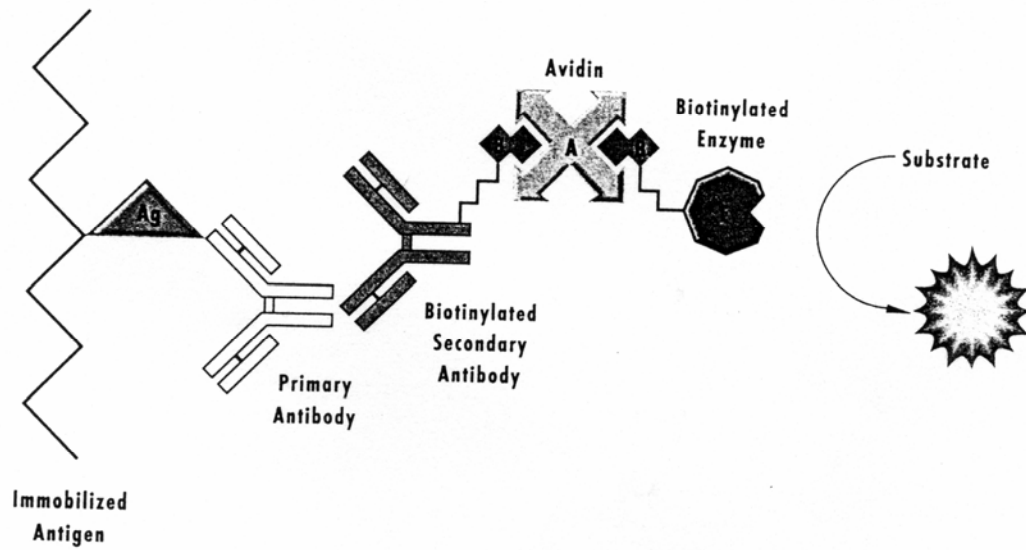 Avidin
Biotinylated
Enzyme
Substrate
A
Ag
Biotinylated
Secondary
Antibody
Primary
Antibody
Immobilized
Antigen